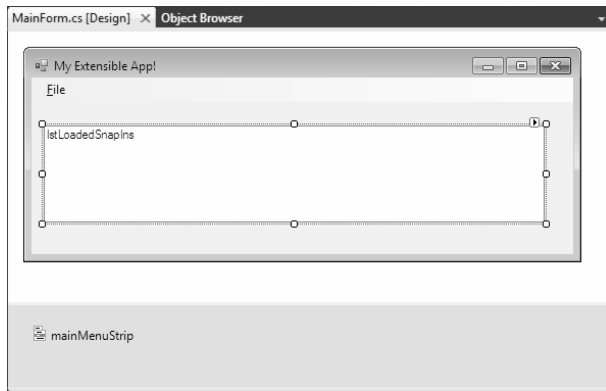 MainForm.cs [Design] × Object Browser
My Extensible App!
File
lstLoadedSnapIns
mainMenuStrip